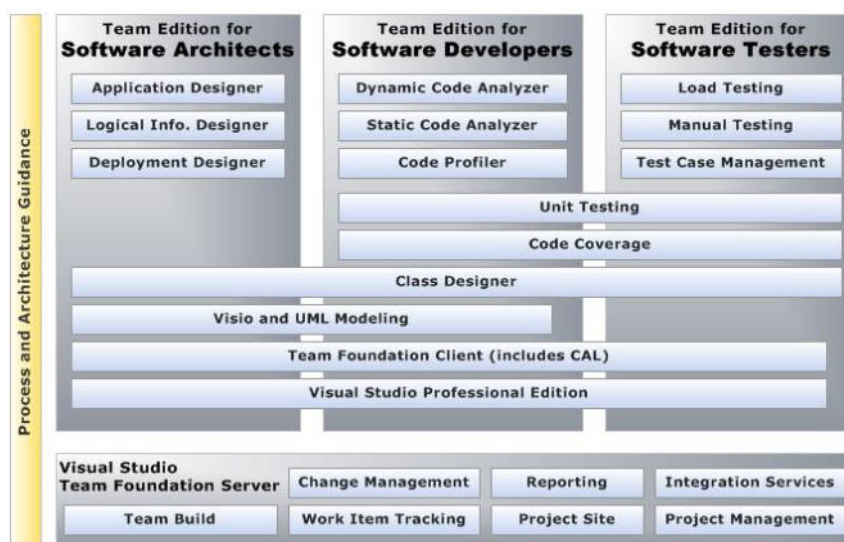 Process and Architecture Guidance
Team Edition for
Software Architects
Application Designer
Logical Info. Designer
Deployment Designer
Team Edition for
Software Developers
Dynamic Code Analyzer
Static Code Analyzer
Code Profiler
Team Edition for
Software Testers
Load Testing
Manual Testing
Test Case Management
Unit Testing
Code Coverage
Class Designer
Visio and UML Modeling
Team Foundation Client (includes CAL)
Visual Studio Professional Edition
Visual Studio
Team Foundation Server
Change Management
Reporting
Integration Services
Team Build
Work Item Tracking
Project Site
Project Management